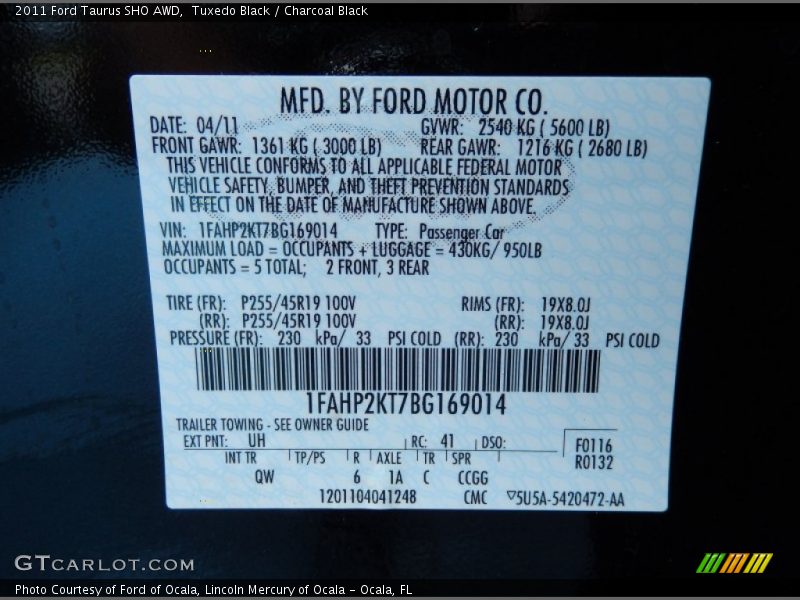 2011 Ford Taurus SHO AWD,  Tuxedo Black / Charcoal Black
MFD. BY FORD MOTOR CO.
DATE: 04/11 GVWR: 2540 KG ( 5600 LB)
FRONT GAWR: 1361 KG ( 3000 LB) REAR GAWR: 1216 KG ( 2680 LB)
THIS VEHICLE CONFORMS TO ALL APPLICABLE FEDERAL MOTOR
VEHICLE SAFETY, BUMPER, AND THEFT PREVENTION STANDARDS
IN EFFECT ON THE DATE OF MANUFACTURE SHOWN ABOVE.
VIN: 1FAHP2KT7BG169014 TYPE: Passenger Car
MAXIMUM LOAD = OCCUPANTS + LUGGAGE = 430KG/ 950LB
OCCUPANTS = 5 TOTAL; 2 FRONT, 3 REAR
TIRE (FR): P255/45R19 100V RIMS (FR): 19X8.0J
(RR): P255/45R19 100V (RR): 19X8.0J
PRESSURE (FR): 230 kPa/ 33 PSI COLD (RR): 230 kPa/ 33 PSI COLD
1FAHP2KT7BG169014
TRAILER TOWING - SEE OWNER GUIDE
EXT PNT: UH RC: 41 DSO: F0116
INT TR TP/PS R AXLE TR SPR R0132
QW 6 1A C CCGG
1201104041248 CMC ▽5U5A-5420472-AA
GTCARLOT.COM
Photo Courtesy of Ford of Ocala, Lincoln Mercury of Ocala - Ocala, FL